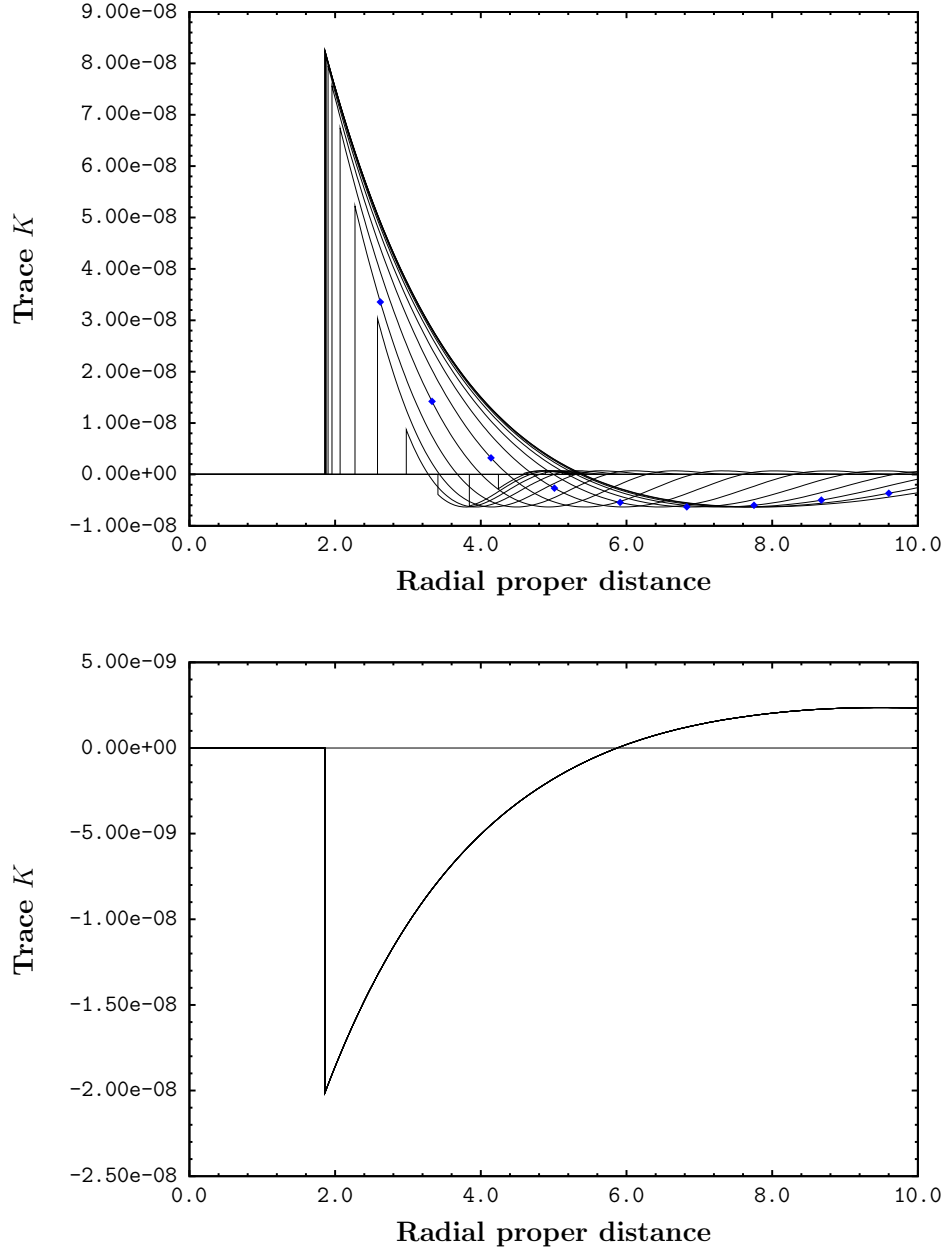 9.00e-08
8.00e-08
7.00e-08
6.00e-08
5.00e-08
4.00e-08
3.00e-08
2.00e-08
1.00e-08
0.00e+00
-1.00e-08
Trace K
0.0 2.0 4.0 6.0 8.0 10.0
Radial proper distance
5.00e-09
0.00e+00
-5.00e-09
-1.00e-08
-1.50e-08
-2.00e-08
-2.50e-08
Trace K
0.0 2.0 4.0 6.0 8.0 10.0
Radial proper distance